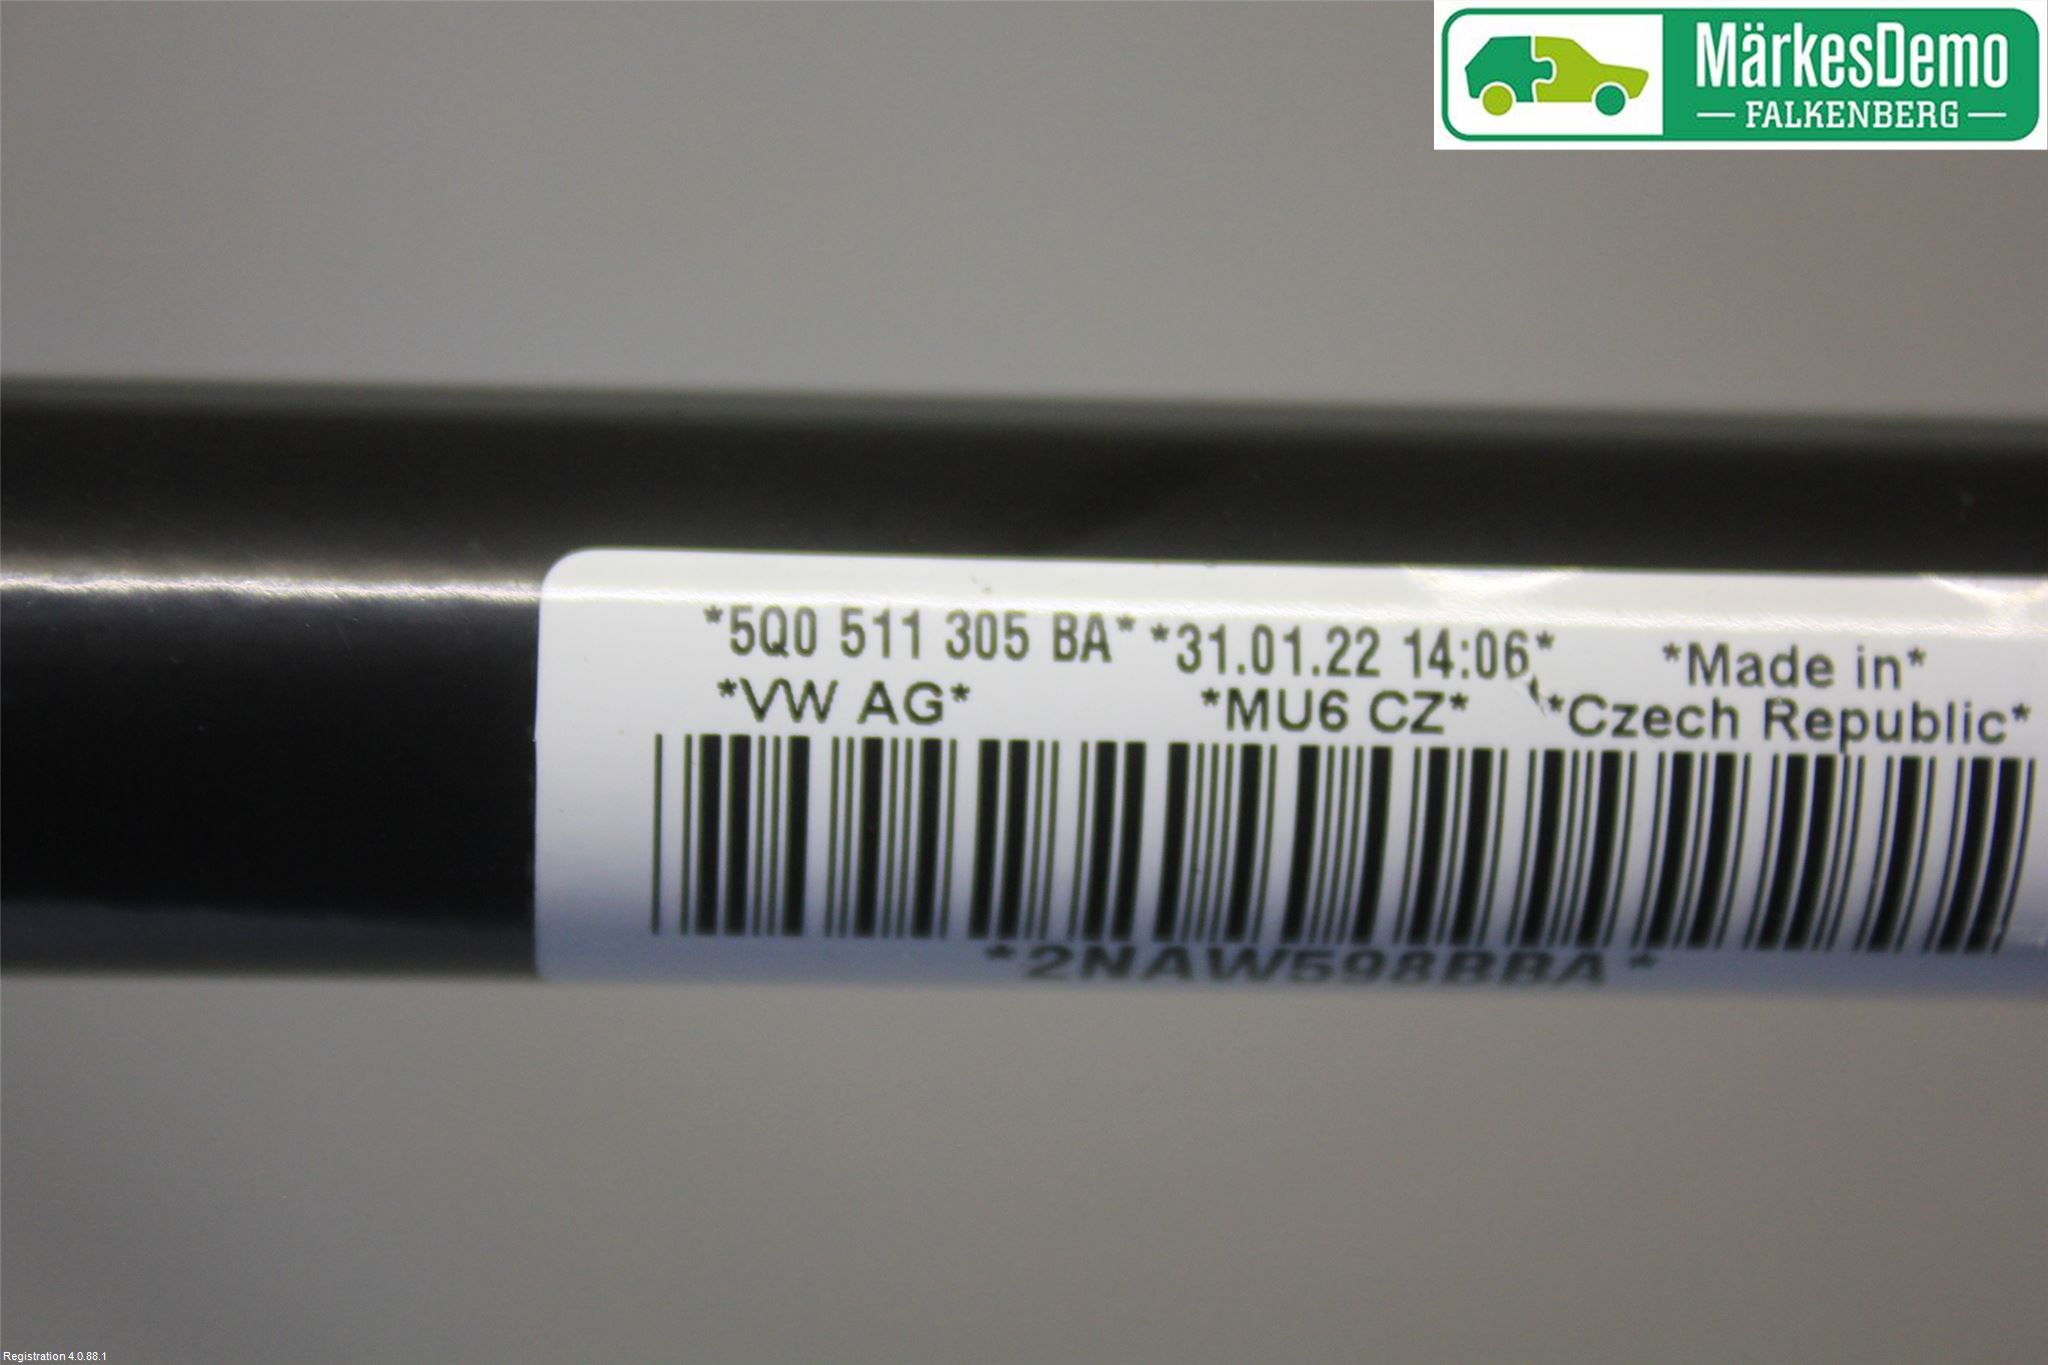 MärkesDemo
FALKENBERG
*5Q0 511 305 BA* *31.01.22 14:06* *Made in*
*VW AG* *MU6 CZ* *Czech Republic*
*2NAW598BBA*
Registration 4.0.88.1